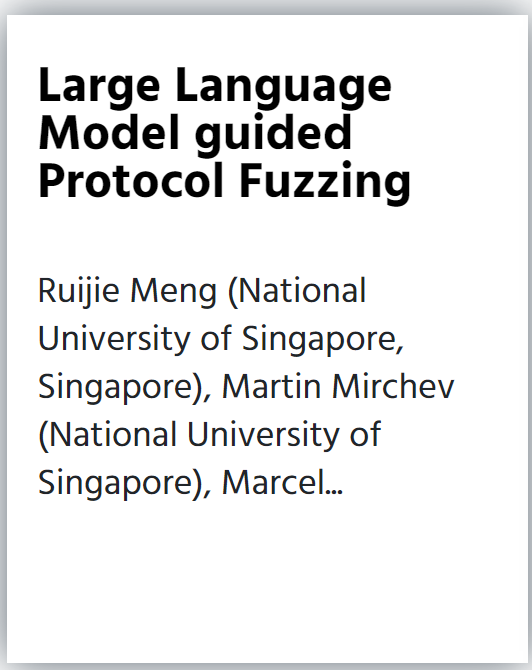 Large Language
Model guided
Protocol Fuzzing
Ruijie Meng (National
University of Singapore,
Singapore), Martin Mirchev
(National University of
Singapore), Marcel...